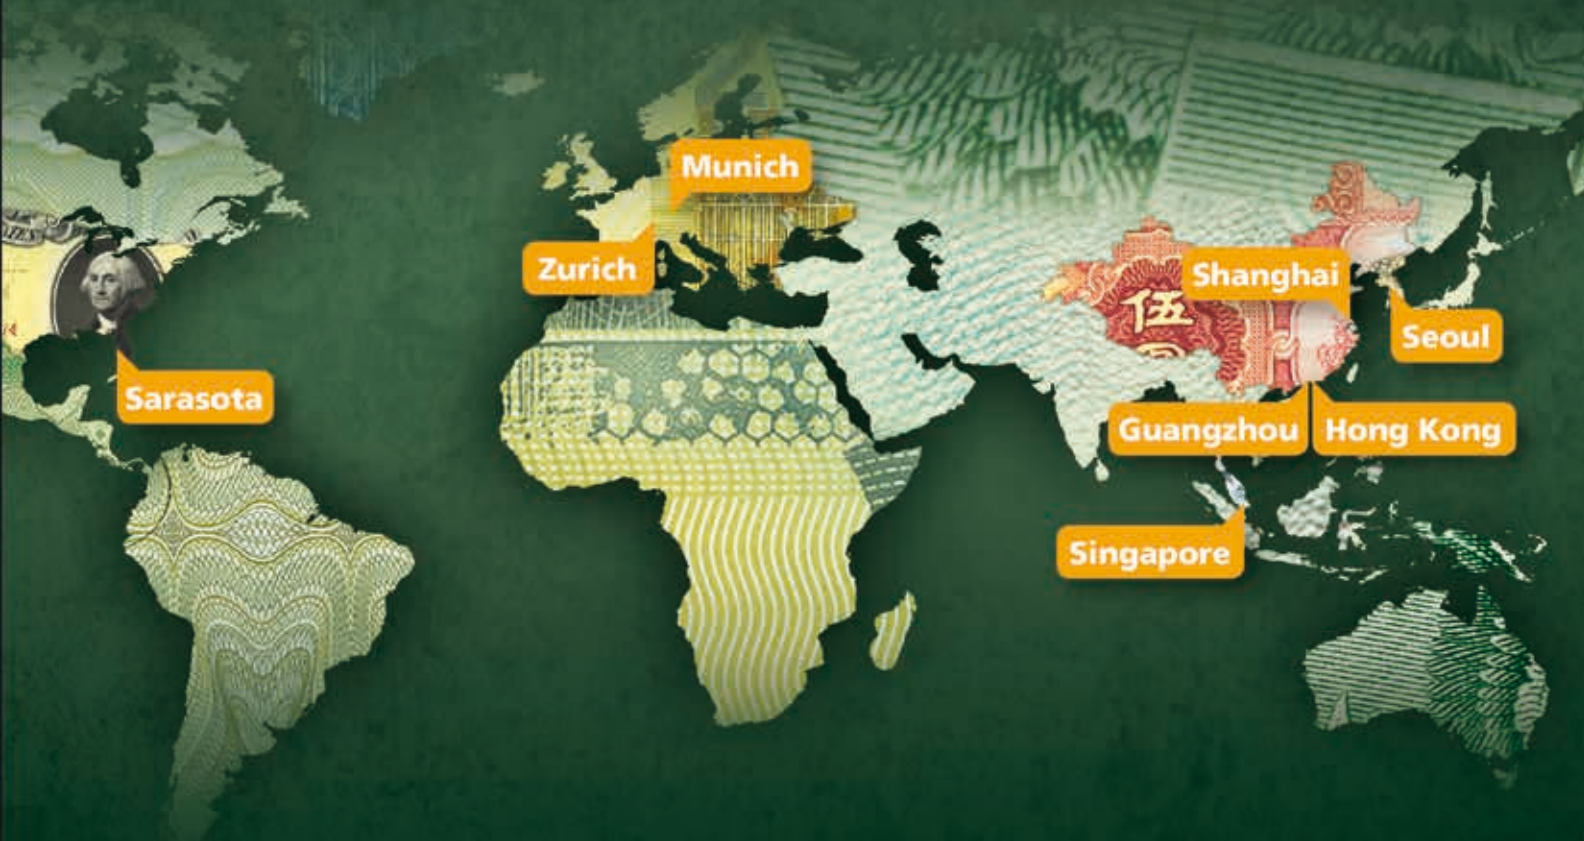 Munich
Zurich
Shanghai
Seoul
Sarasota
Guangzhou
Hong Kong
Singapore
伍